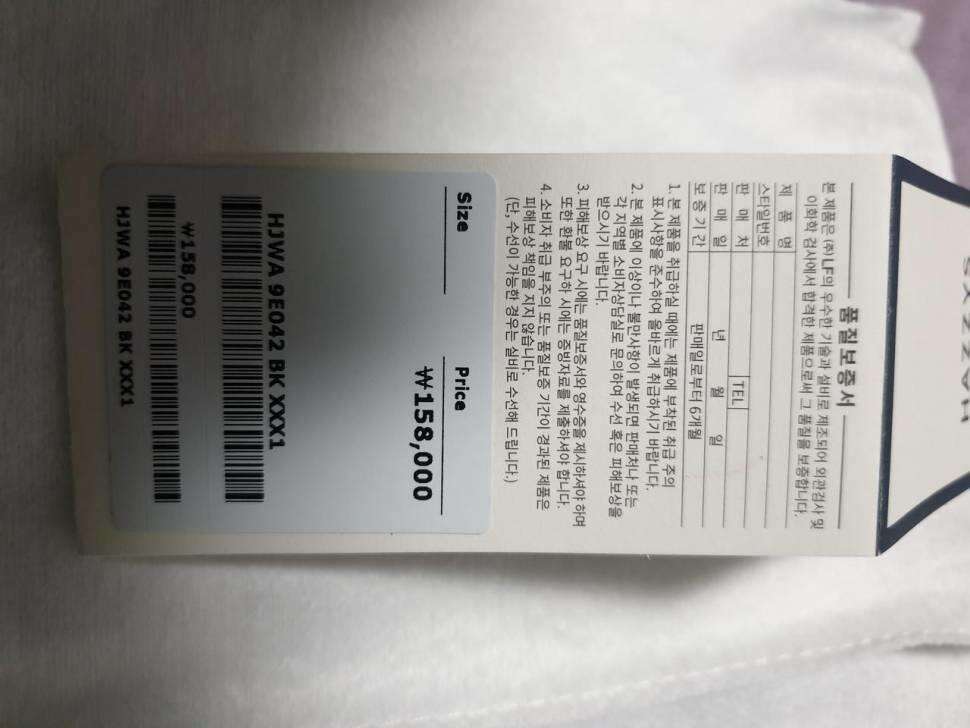 품질보증서
본 제품은 (주)LF의 우수한 기술과 설비로 제조되어 외관검사 및
이화학 검사에서 합격한 제품으로써 그 품질을 보증합니다.
제 품 명
스타일번호
판 매 처 TEL
판 매 일 년 월 일
보증기간 판매일로부터 6개월
1. 본 제품을 취급하실 때에는 제품에 부착된 취급 주의
표시사항을 준수하여 올바르게 취급하시기 바랍니다.
2. 본 제품에 이상이나 불만사항이 발생되면 판매처나 또는
각 지역별 소비자상담실로 문의하여 수선 혹은 피해보상을
받으시기 바랍니다.
3. 피해보상 요구 시에는 품질보증서와 영수증을 제시하셔야 하며
또한 환불 요구하 시에는 증빙자료를 제출하셔야 합니다.
4. 소비자 취급 부주의 또는 품질보증 기간이 경과된 제품은
피해보상 책임을 지지 않습니다.
(단, 수선이 가능한 경우는 실비로 수선해 드립니다.)
Size Price
₩158,000
HJWA 9E042 BK XXX1
₩158,000
HJWA 9E042 BK XXX1